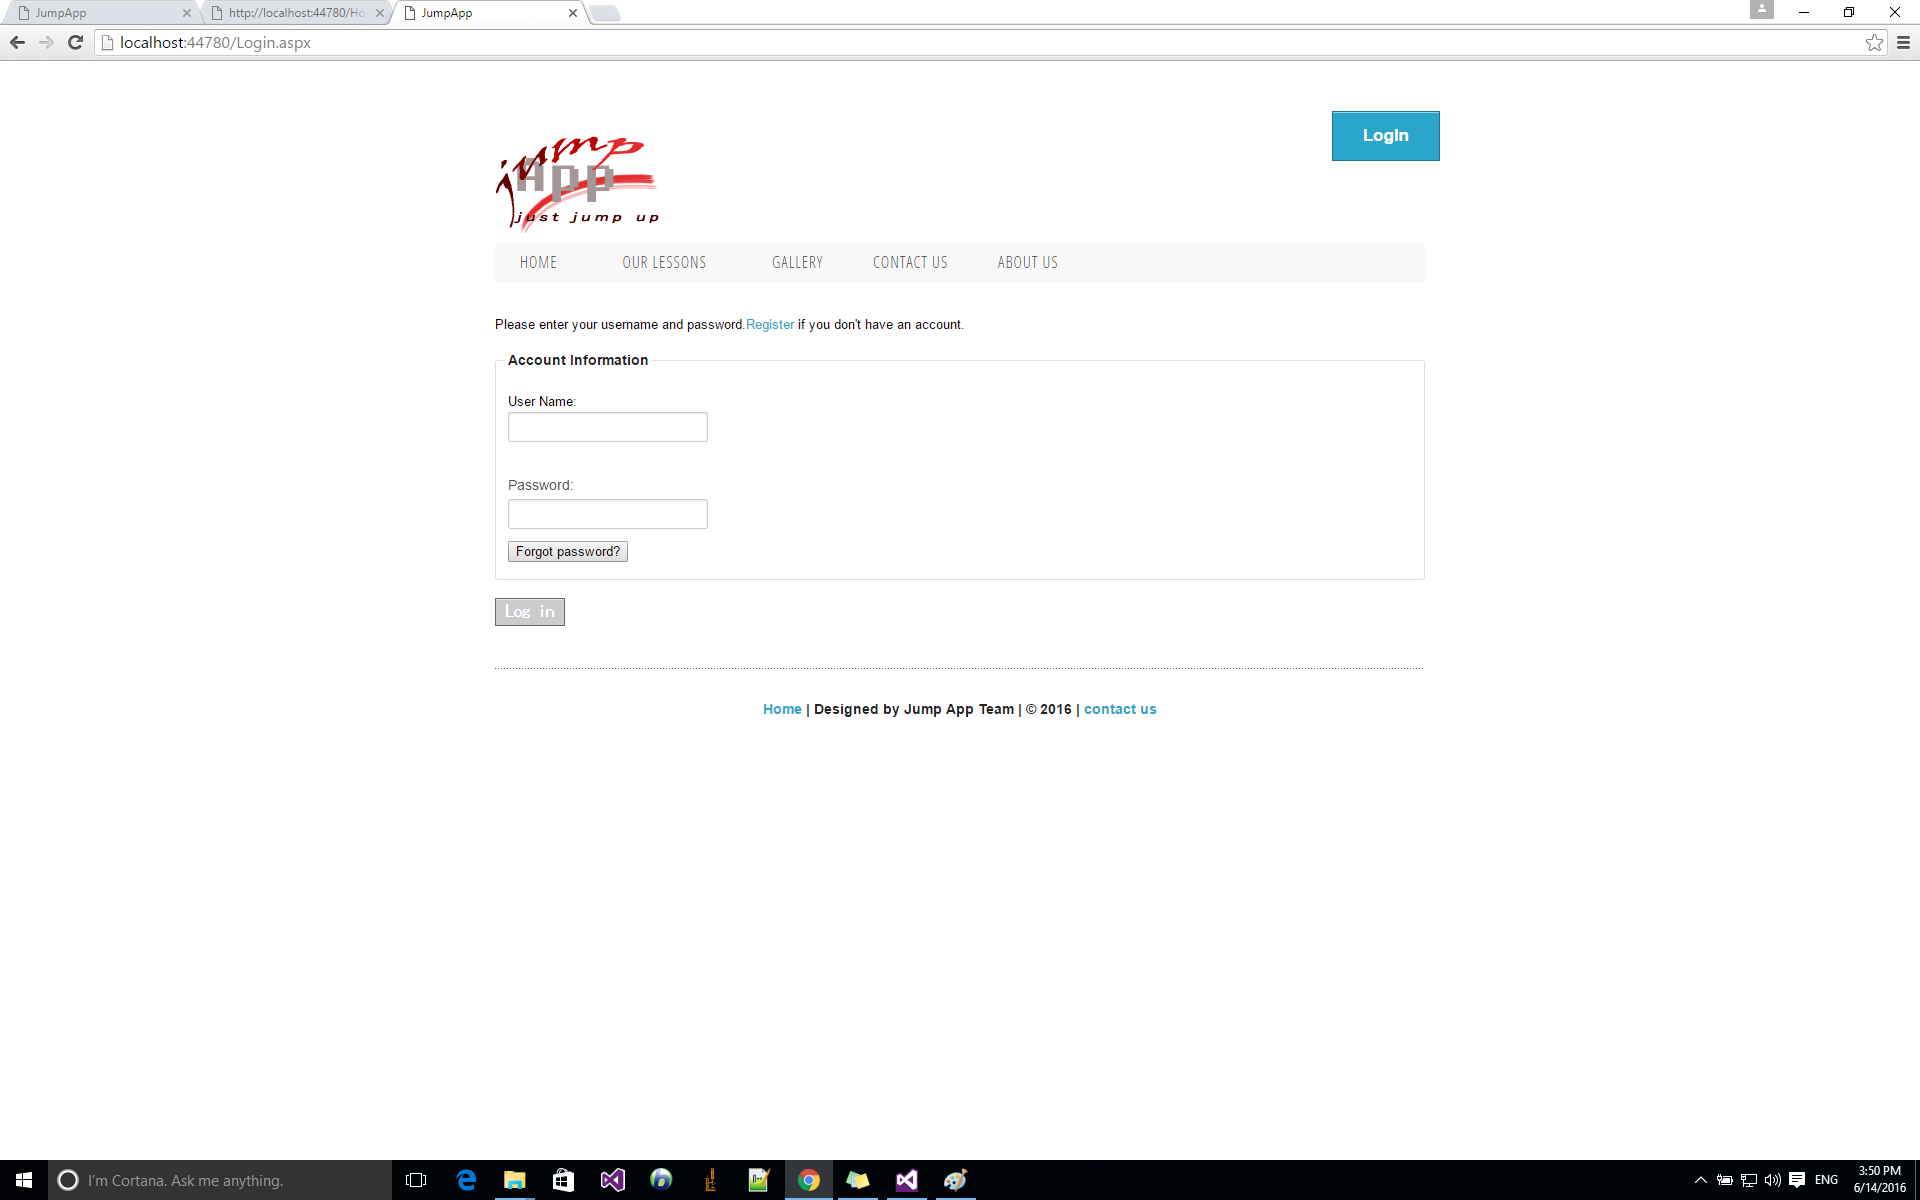 JumpApp
http://localhost:44780/Ho
JumpApp
localhost:44780/Login.aspx
LogIn
jump
App
just jump up
HOME OUR LESSONS GALLERY CONTACT US ABOUT US
Please enter your username and password.Register if you don't have an account.
Account Information
User Name:
Password:
Forgot password?
Log in
Home | Designed by Jump App Team | © 2016 | contact us
I'm Cortana. Ask me anything.
ENG
3:50 PM
6/14/2016